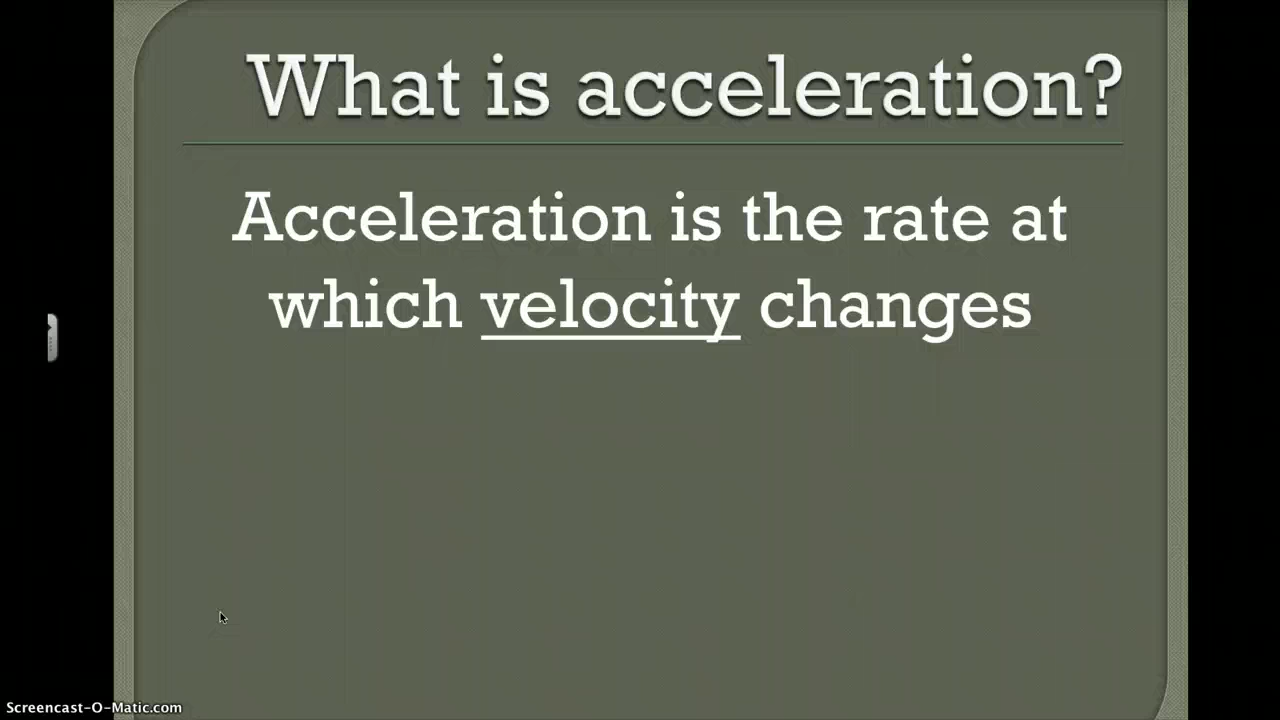 What is acceleration?
Acceleration is the rate at
which velocity changes
Screencast-O-Matic.com